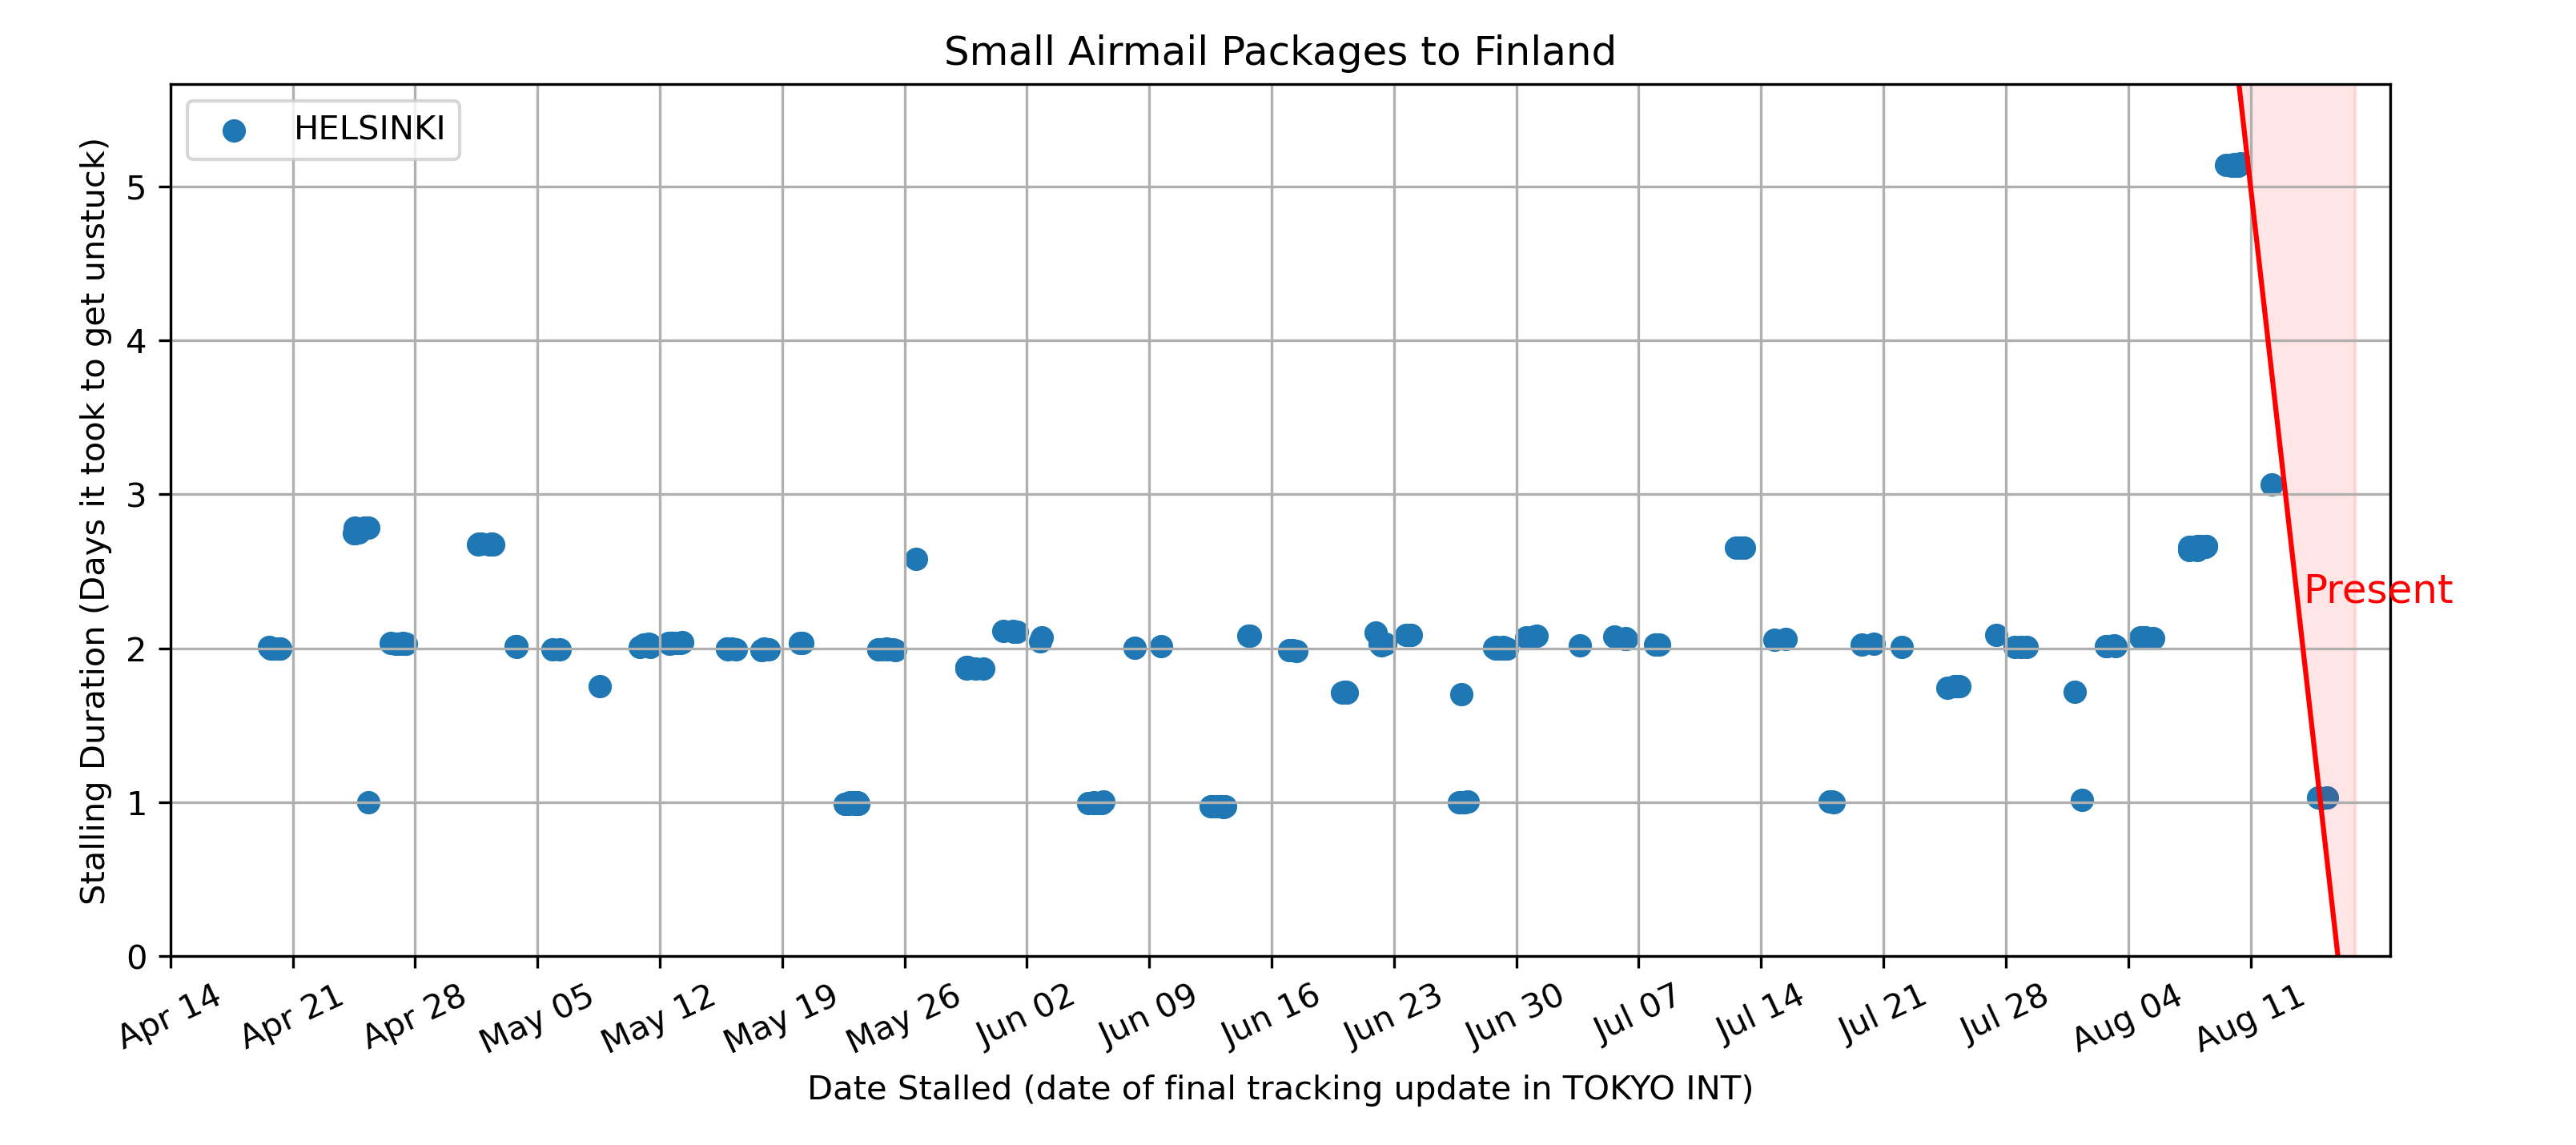 Small Airmail Packages to Finland
HELSINKI
Stalling Duration (Days it took to get unstuck)
5
4
3
2
1
0
Present
Apr 14
Apr 21
Apr 28
May 05
May 12
May 19
May 26
Jun 02
Jun 09
Jun 16
Jun 23
Jun 30
Jul 07
Jul 14
Jul 21
Jul 28
Aug 04
Aug 11
Date Stalled (date of final tracking update in TOKYO INT)